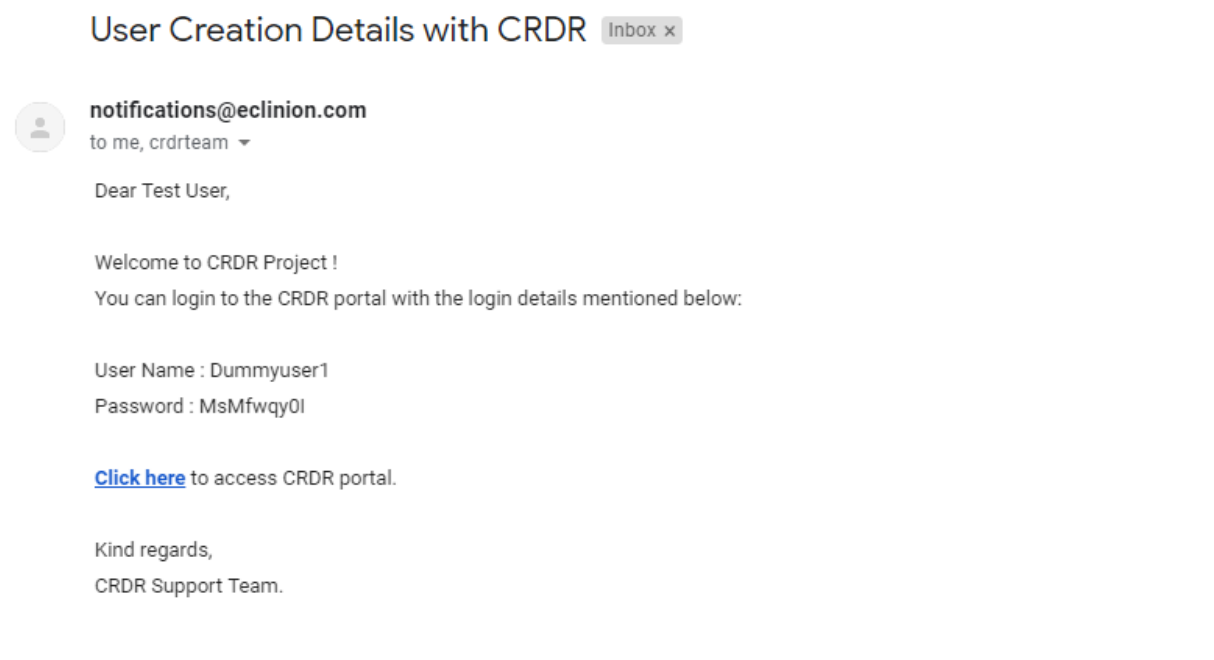 User Creation Details with CRDR Inbox ×
notifications@eclinion.com
to me, crdrteam
Dear Test User,
Welcome to CRDR Project !
You can login to the CRDR portal with the login details mentioned below:
User Name : Dummyuser1
Password : MsMfwqy0I
Click here to access CRDR portal.
Kind regards,
CRDR Support Team.